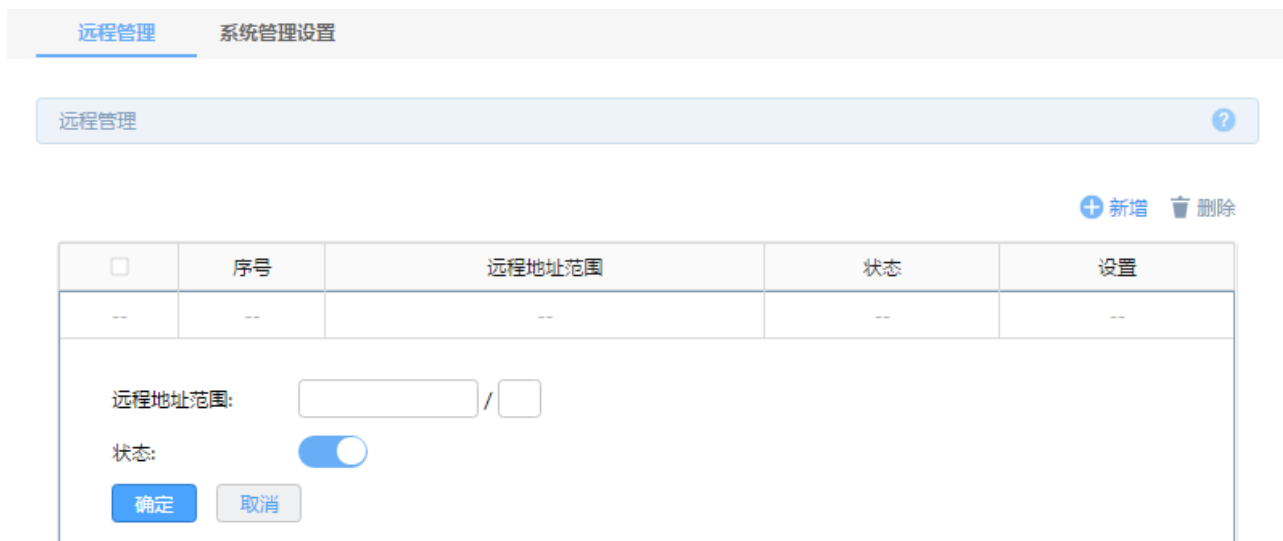 远程管理 系统管理设置
远程管理 ?
新增 删除
序号 远程地址范围 状态 设置
-- -- -- -- --
远程地址范围: /
状态:
确定 取消